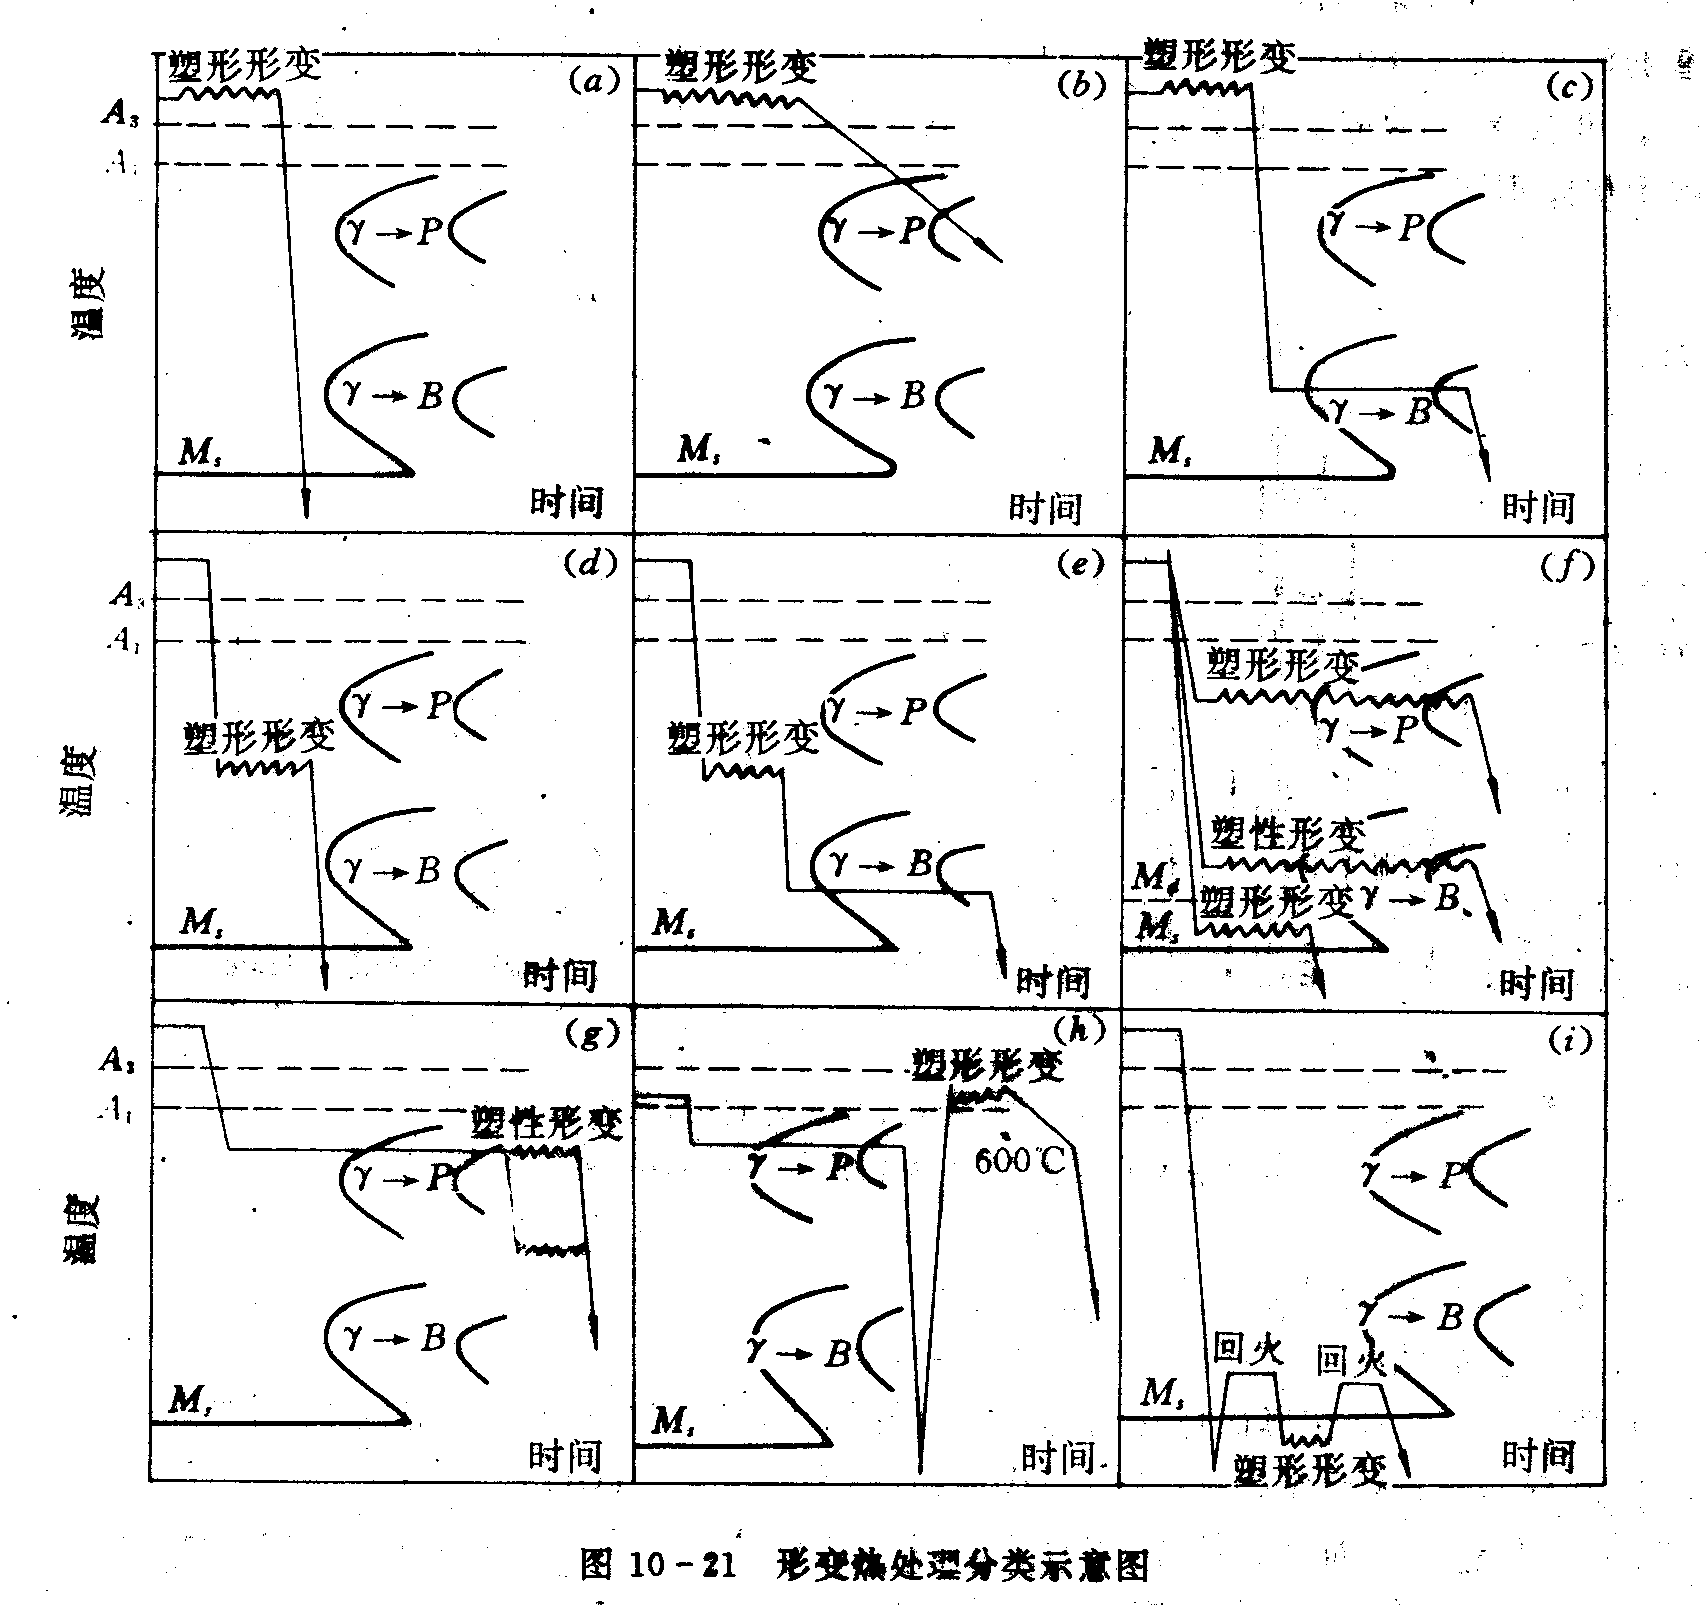 塑形形变 (a)
塑形形变 (b)
塑形形变 (c)
A₃
A₁
γ → P
γ → P
γ → P
温度
γ → B
γ → B
γ → B
Mₛ
Mₛ
Mₛ
时间
时间
时间
(d)
(e)
(f)
A₃
A₁
塑形形变
γ → P
γ → P
γ → P
塑形形变
塑形形变
温度
塑性形变
γ → B
γ → B
γ → B
M_d
塑形形变
Mₛ
Mₛ
Mₛ
时间
时间
时间
(g)
(h)
(i)
A₃
塑形形变
A₁
塑性形变
γ → P
γ → P
600℃
γ → P
温度
γ → B
γ → B
γ → B
回火
回火
Mₛ
Mₛ
Mₛ
时间
时间
时间
塑形形变
图 10-21 形变热处理分类示意图